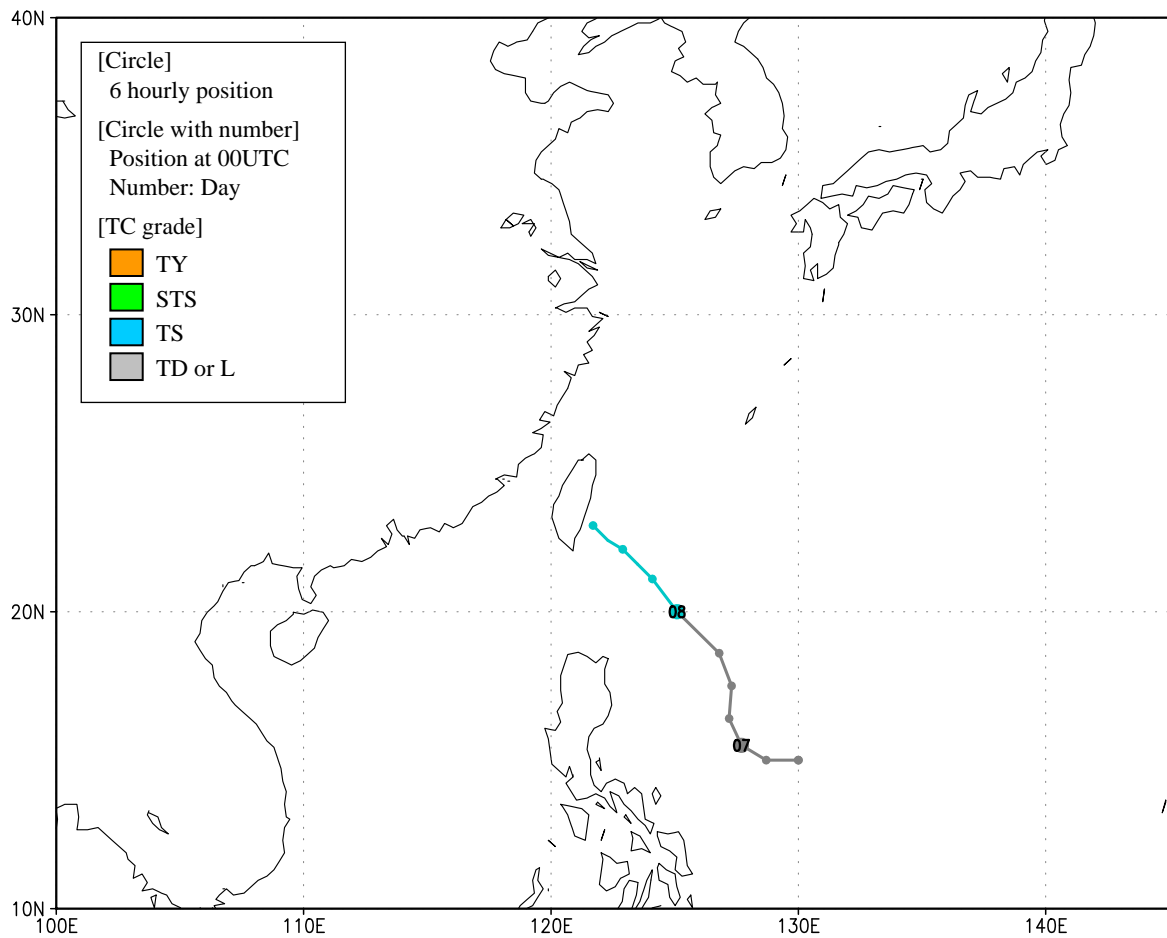 40N
[Circle]
6 hourly position
[Circle with number]
Position at 00UTC
Number: Day
[TC grade]
TY
STS
30N
TS
TD or L
20N
08
07
10N
100E 110E 120E 130E 140E